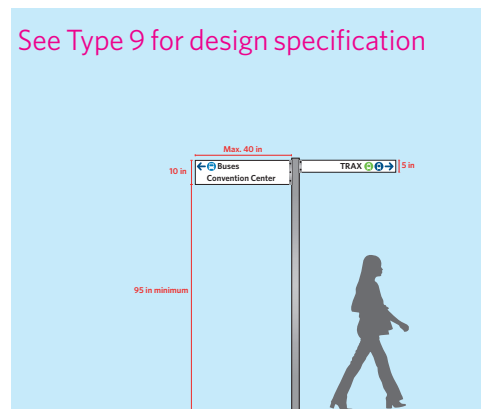 See Type 9 for design specification
Max. 40 in
10 in
Buses
Convention Center
TRAX
5 in
95 in minimum